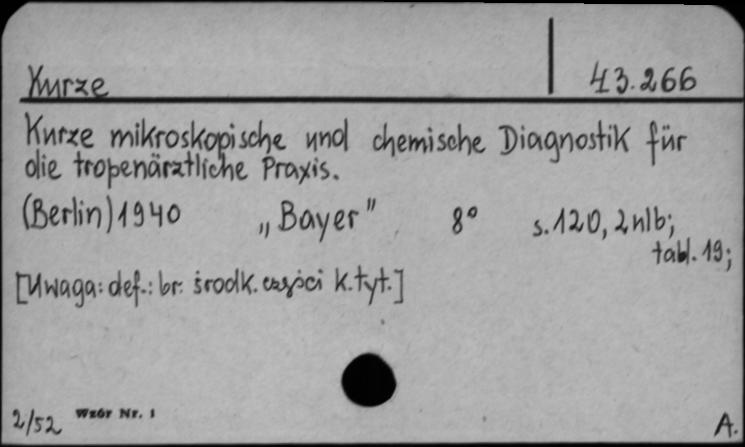 Kurze 43.266
Kurze mikroskopische und chemische Diagnostik für
die tropenärztliche Praxis.
(Berlin) 1940 „Bayer” 8° s. 120, 2 nlb;
tabl. 19;
[Uwaga: def.: br. środk. części k.tyt.]
2/52 Wzór Nr. 1 A.